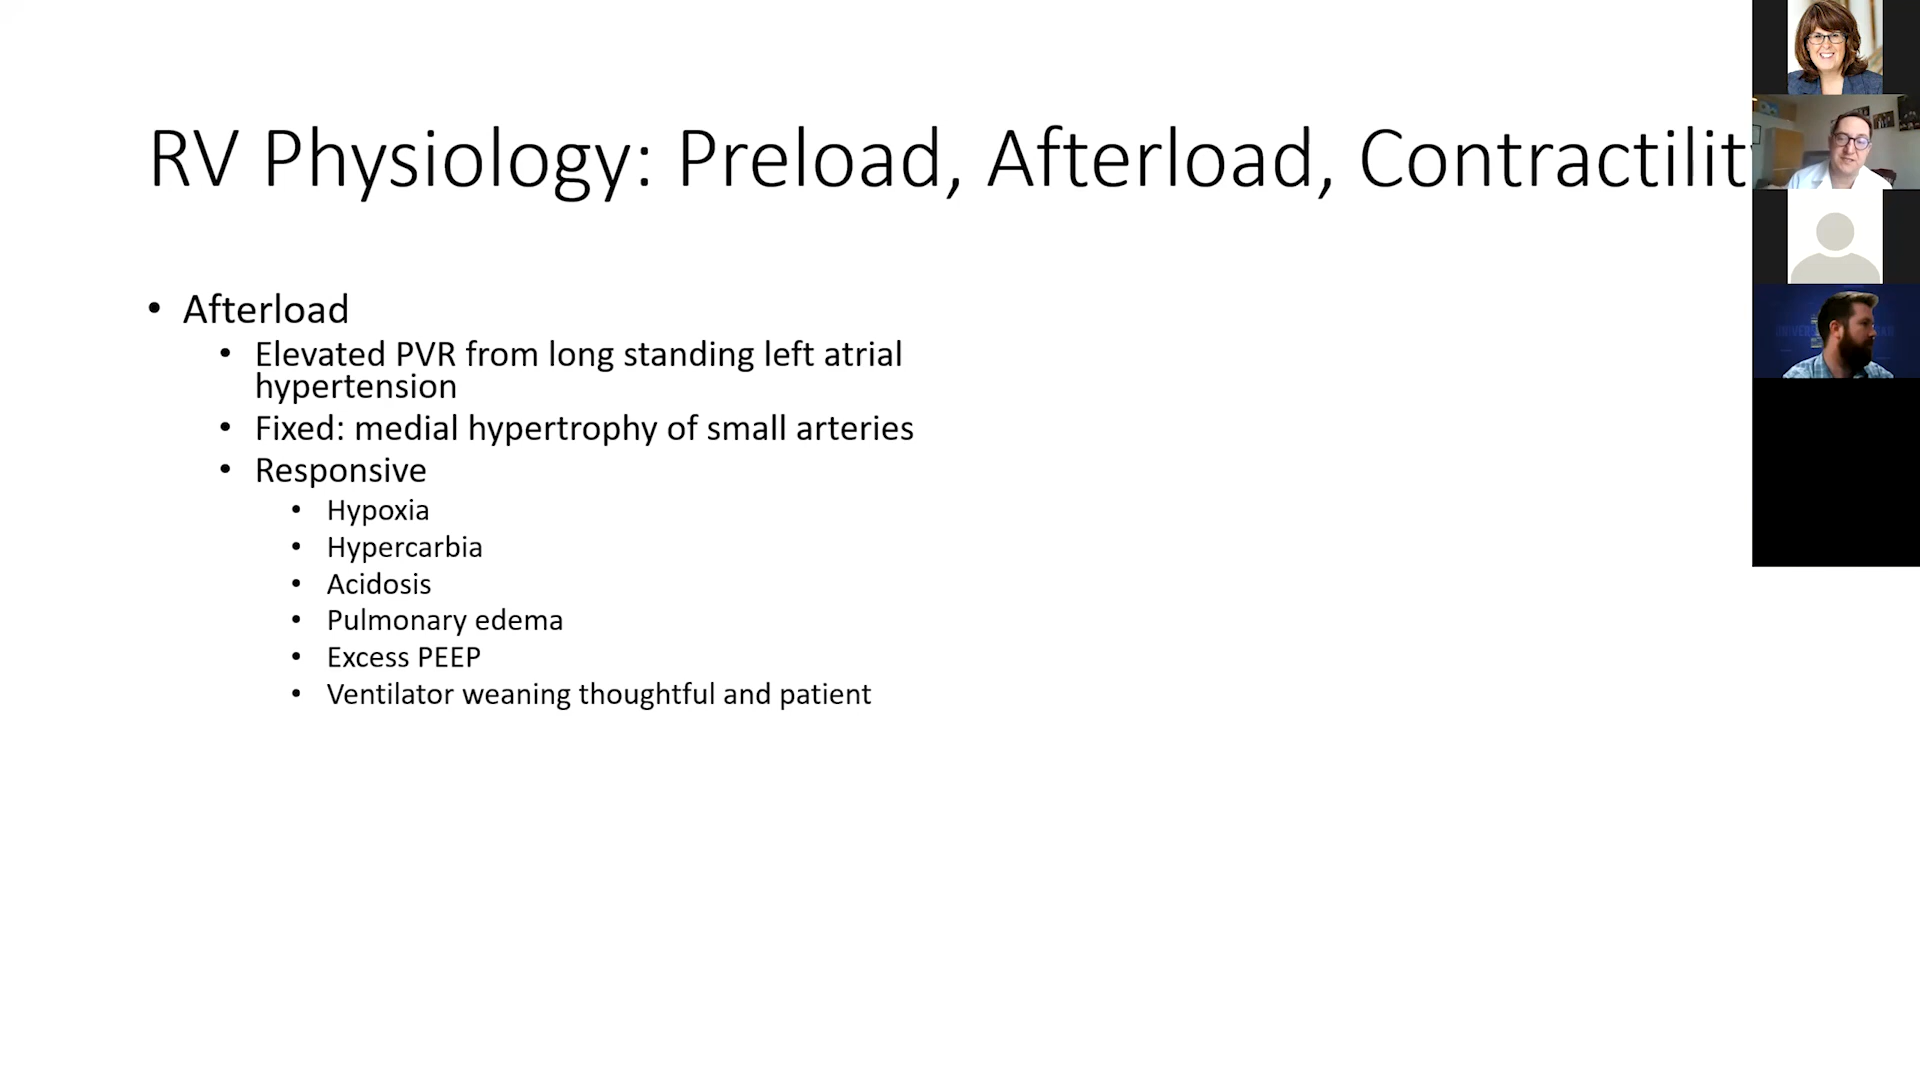 RV Physiology: Preload, Afterload, Contractilit
• Afterload
• Elevated PVR from long standing left atrial
hypertension
• Fixed: medial hypertrophy of small arteries
• Responsive
• Hypoxia
• Hypercarbia
• Acidosis
• Pulmonary edema
• Excess PEEP
• Ventilator weaning thoughtful and patient